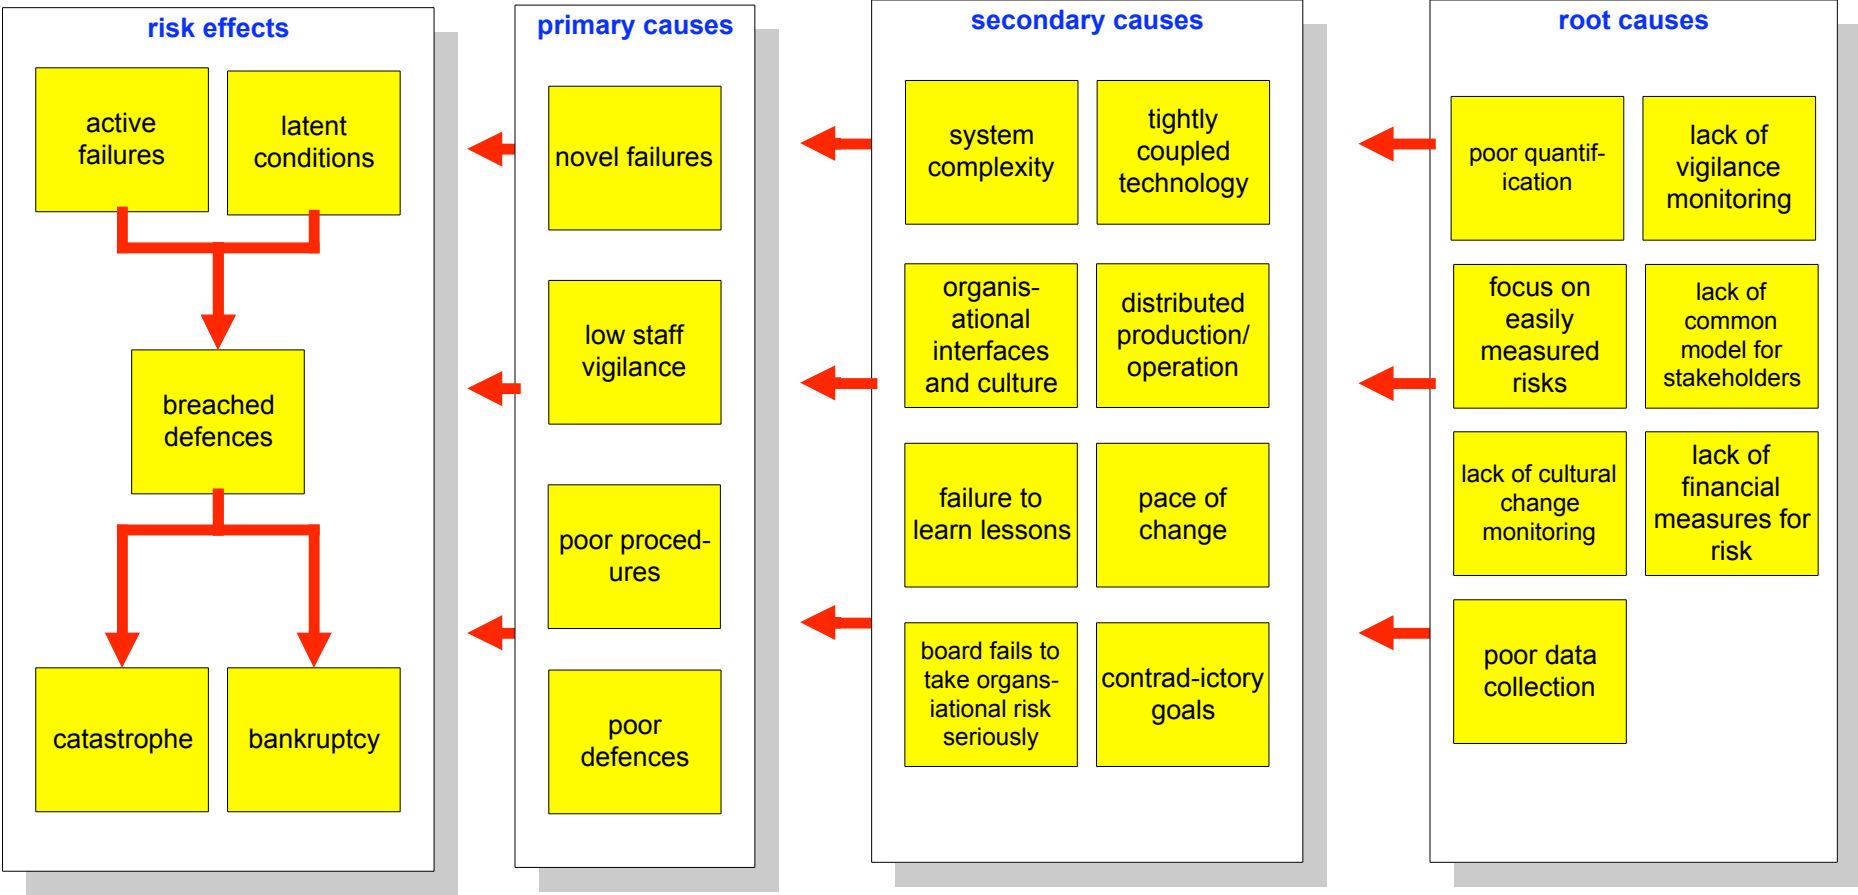 risk effects
active
failures
latent
conditions
breached
defences
catastrophe
bankruptcy
primary causes
novel failures
low staff
vigilance
poor proced-
ures
poor
defences
secondary causes
system
complexity
tightly
coupled
technology
organis-
ational
interfaces
and culture
distributed
production/
operation
failure to
learn lessons
pace of
change
board fails to
take organs-
iational risk
seriously
contrad-ictory
goals
root causes
poor quantif-
ication
lack of
vigilance
monitoring
focus on
easily
measured
risks
lack of
common
model for
stakeholders
lack of cultural
change
monitoring
lack of
financial
measures for
risk
poor data
collection